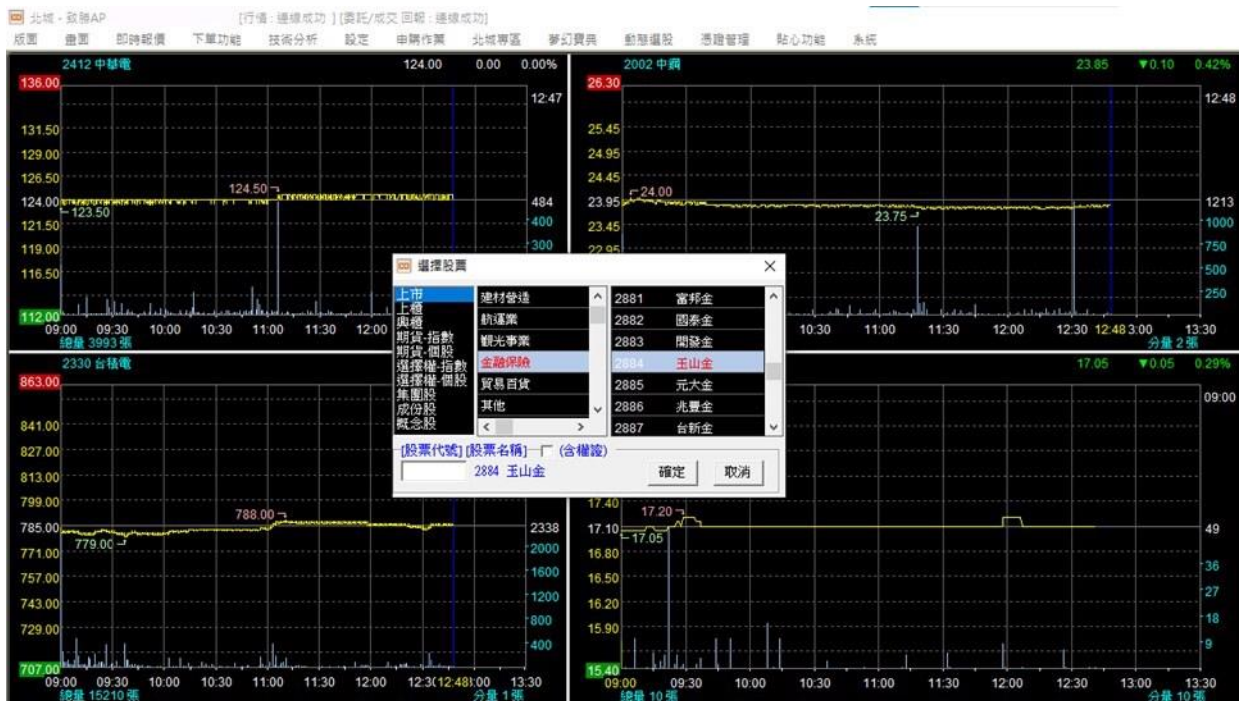 北城 - 致勝AP [行情 : 連線成功 ] [委託/成交 回報 : 連線成功]
版面 畫面 即時報價 下單功能 技術分析 設定 申購作業 北城專區 夢幻寶典 動態選股 憑證管理 貼心功能 系統
2412 中華電 124.00 0.00 0.00%
136.00
12:47
131.50
129.00
126.50
124.50
124.00
123.50
484
121.50
400
119.00
300
116.50
112.00
09:00 09:30 10:00 10:30 11:00 11:30 12:00
總量 3993 張
2002 中鋼 23.85 ▼0.10 0.42%
26.30
12:48
25.45
24.95
24.45
24.00
23.95
1213
23.75
1000
23.45
750
22.95
500
250
10:30 11:00 11:30 12:00 12:30 12:48 3:00 13:30
分量 2 張
選擇股票
上市
上櫃
興櫃
期貨-指數
期貨-個股
選擇權-指數
選擇權-個股
集團股
成份股
概念股
建材營造
航運業
觀光事業
金融保險
貿易百貨
其他
2881 富邦金
2882 國泰金
2883 開發金
2884 玉山金
2885 元大金
2886 兆豐金
2887 台新金
[股票代號] [股票名稱] (含權證)
2884 玉山金 確定 取消
2330 台積電
863.00
841.00
827.00
813.00
799.00
788.00
785.00
2338
779.00
771.00
2000
757.00
1600
743.00
1200
729.00
800
400
707.00
09:00 09:30 10:00 10:30 11:00 11:30 12:00 12:3( 12:48 3:00 13:30
總量 15210 張 分量 1 張
17.05 ▼0.05 0.29%
09:00
17.40
17.20
17.10
17.05
49
16.80
36
16.50
27
16.20
18
15.90
9
15.40
09:00 09:30 10:00 10:30 11:00 11:30 12:00 12:30 13:00 13:30
總量 10 張 分量 10 張